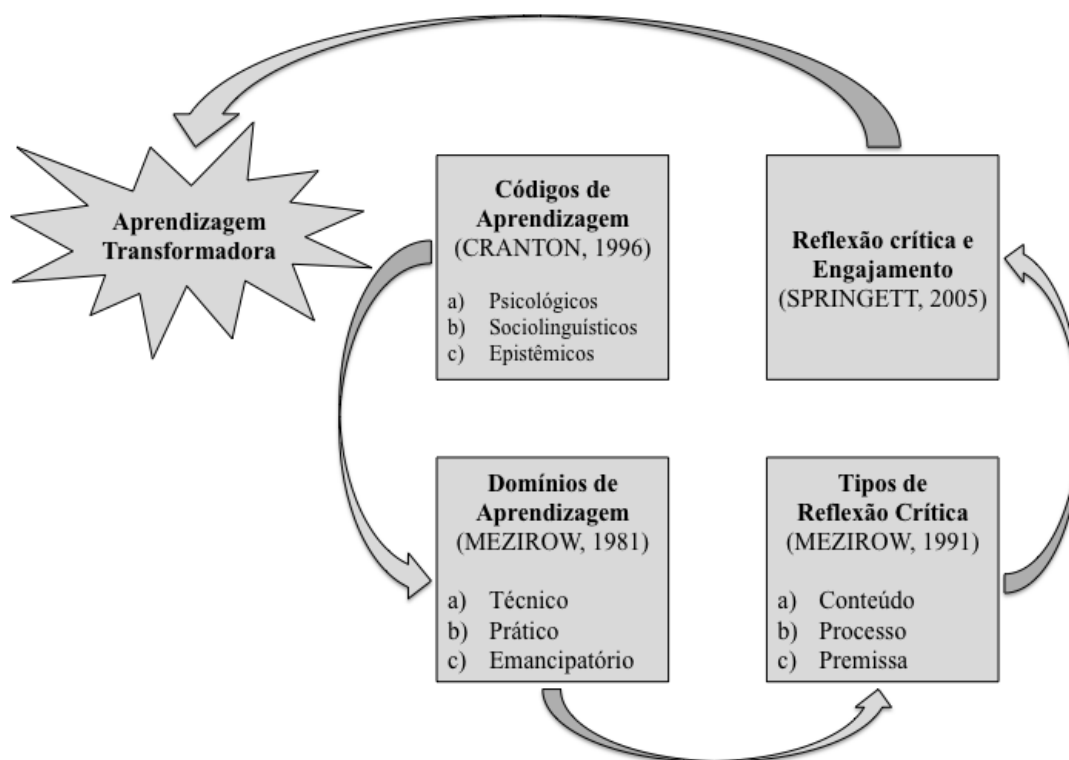 Aprendizagem
Transformadora
Códigos de
Aprendizagem
(CRANTON, 1996)
a) Psicológicos
b) Sociolinguísticos
c) Epistêmicos
Reflexão crítica e
Engajamento
(SPRINGETT, 2005)
Domínios de
Aprendizagem
(MEZIROW, 1981)
a) Técnico
b) Prático
c) Emancipatório
Tipos de
Reflexão Crítica
(MEZIROW, 1991)
a) Conteúdo
b) Processo
c) Premissa